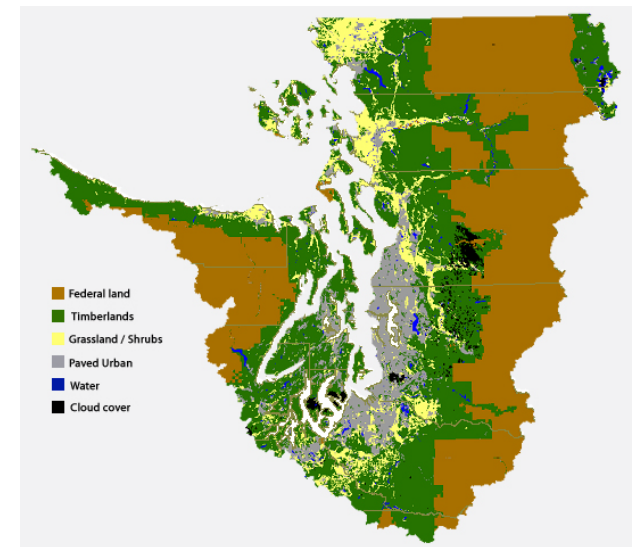 Federal land
Timberlands
Grassland / Shrubs
Paved Urban
Water
Cloud cover